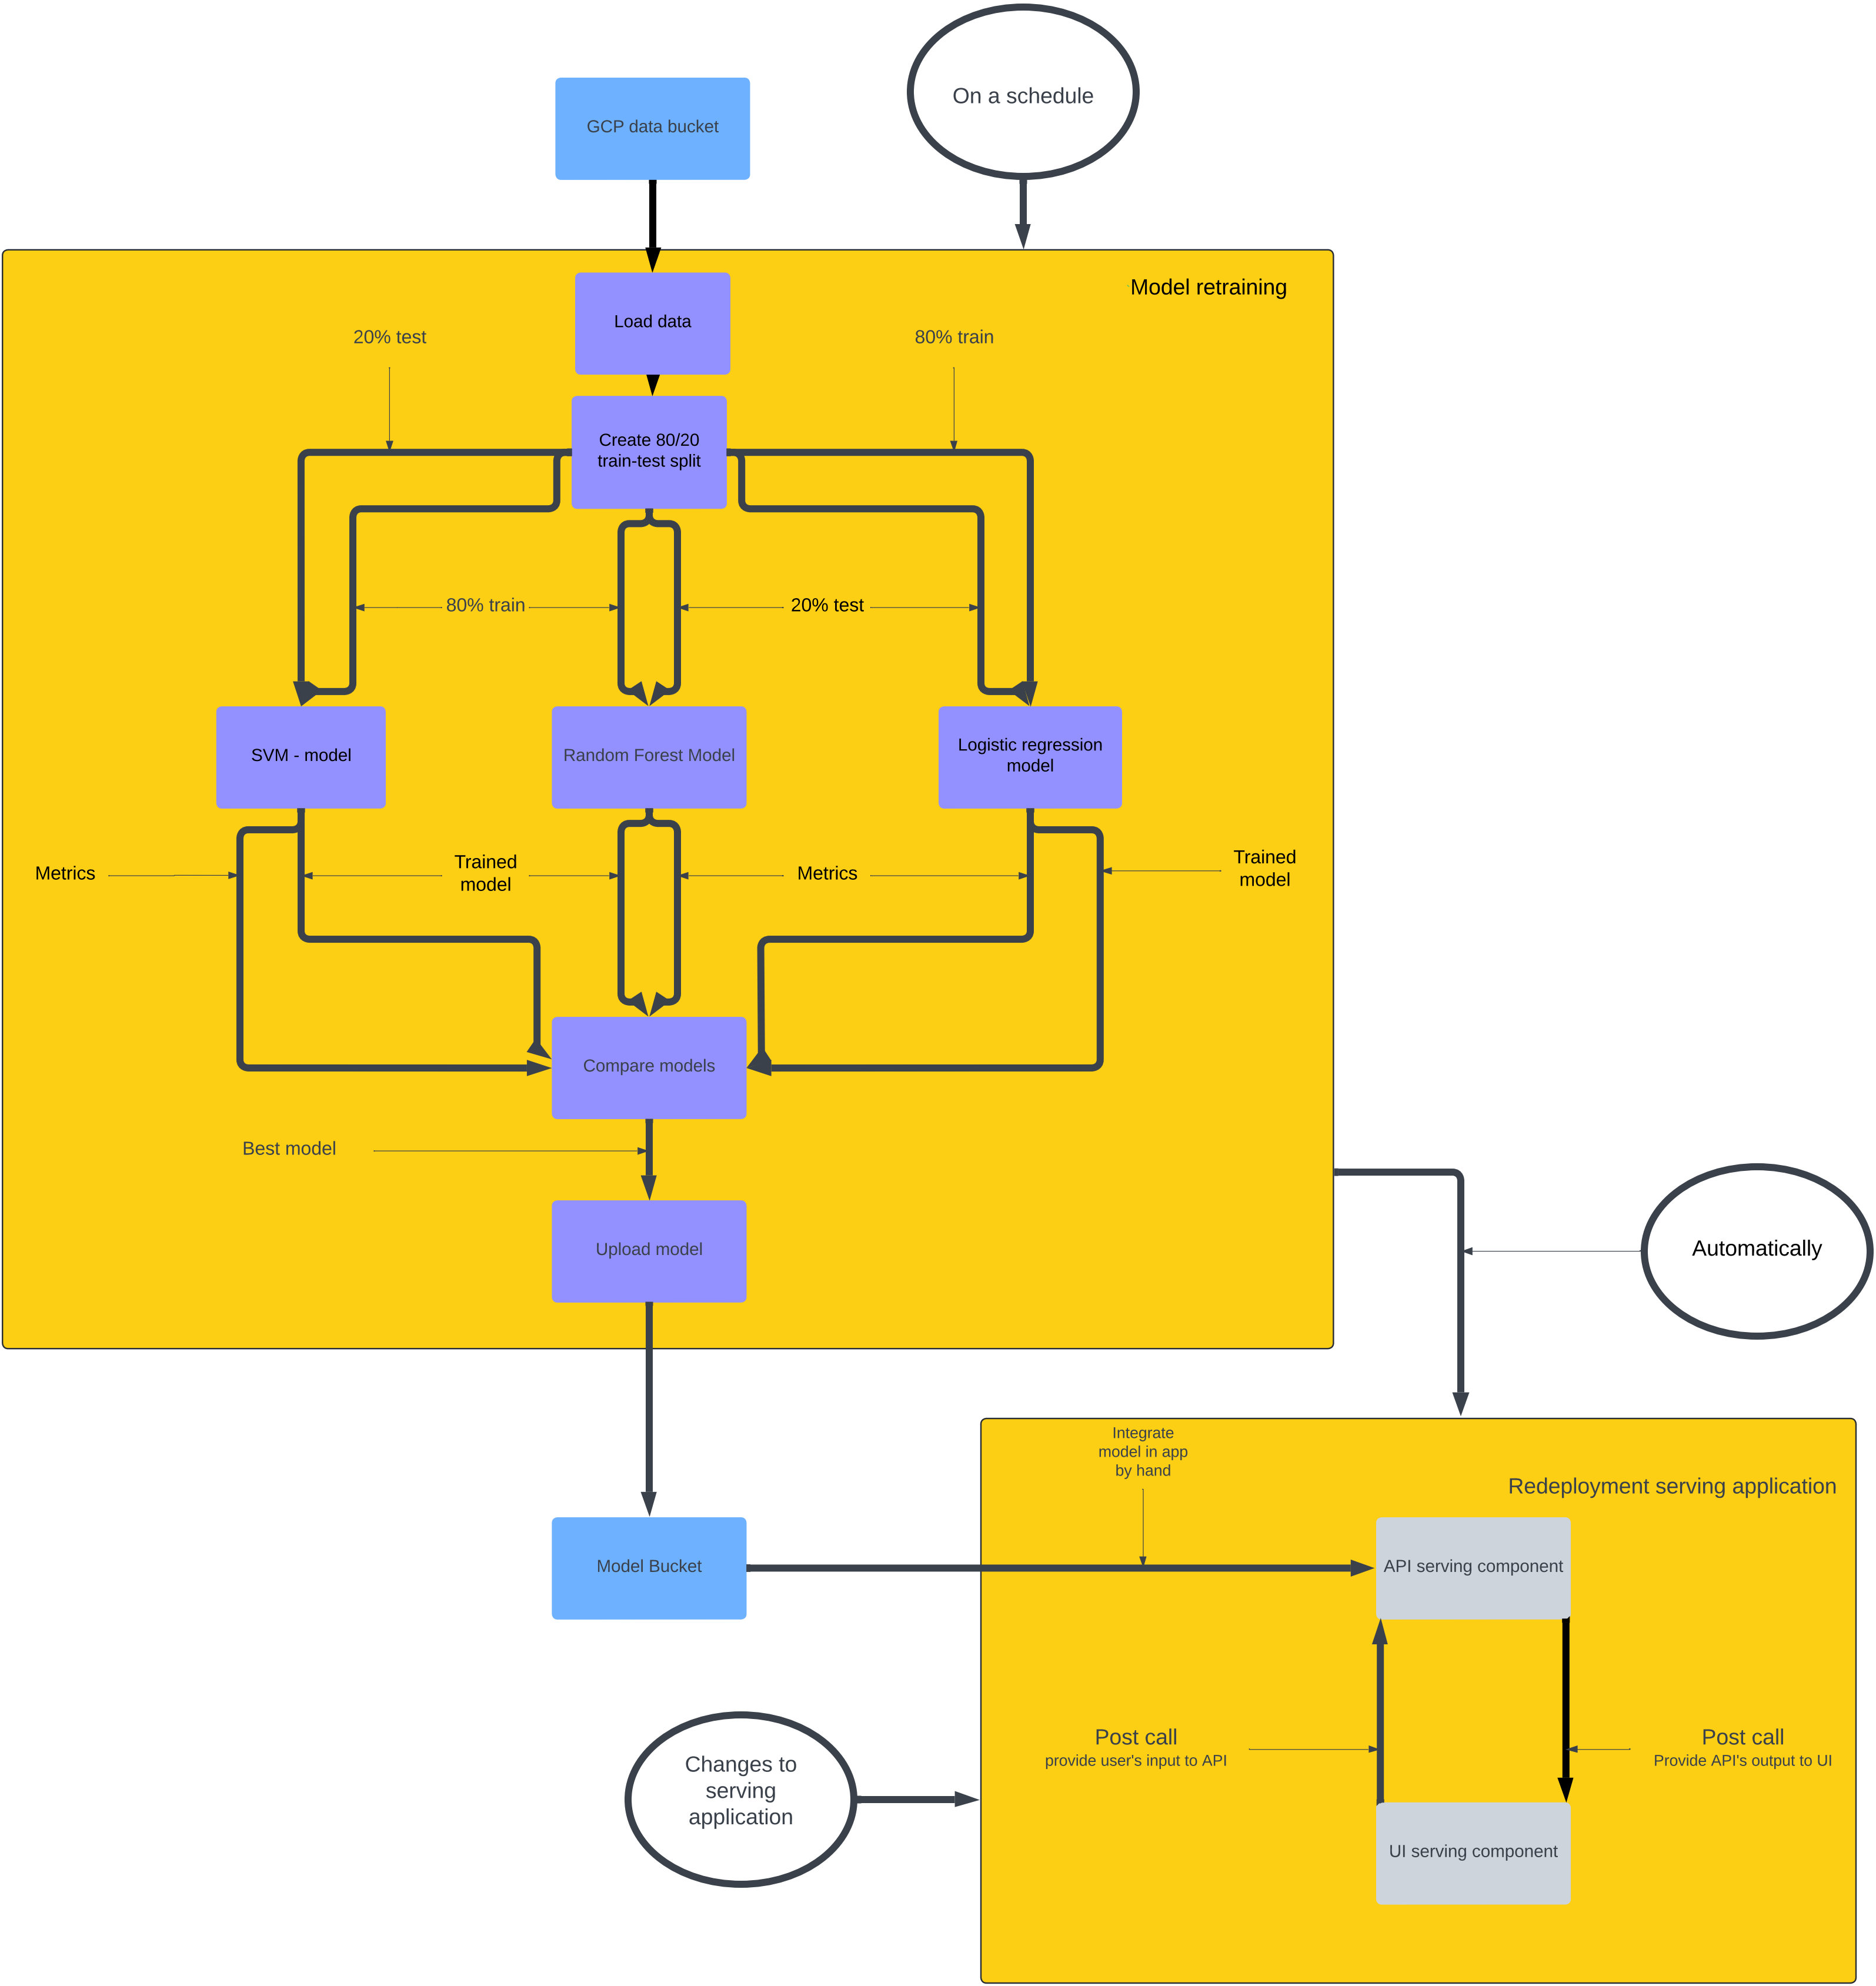 On a schedule
GCP data bucket
Model retraining
Load data
20% test
80% train
Create 80/20
train-test split
80% train
20% test
SVM - model
Random Forest Model
Logistic regression
model
Metrics
Trained
model
Metrics
Trained
model
Compare models
Best model
Upload model
Automatically
Integrate
model in app
by hand
Redeployment serving application
Model Bucket
API serving component
Changes to
serving
application
Post call
provide user's input to API
Post call
Provide API's output to UI
UI serving component